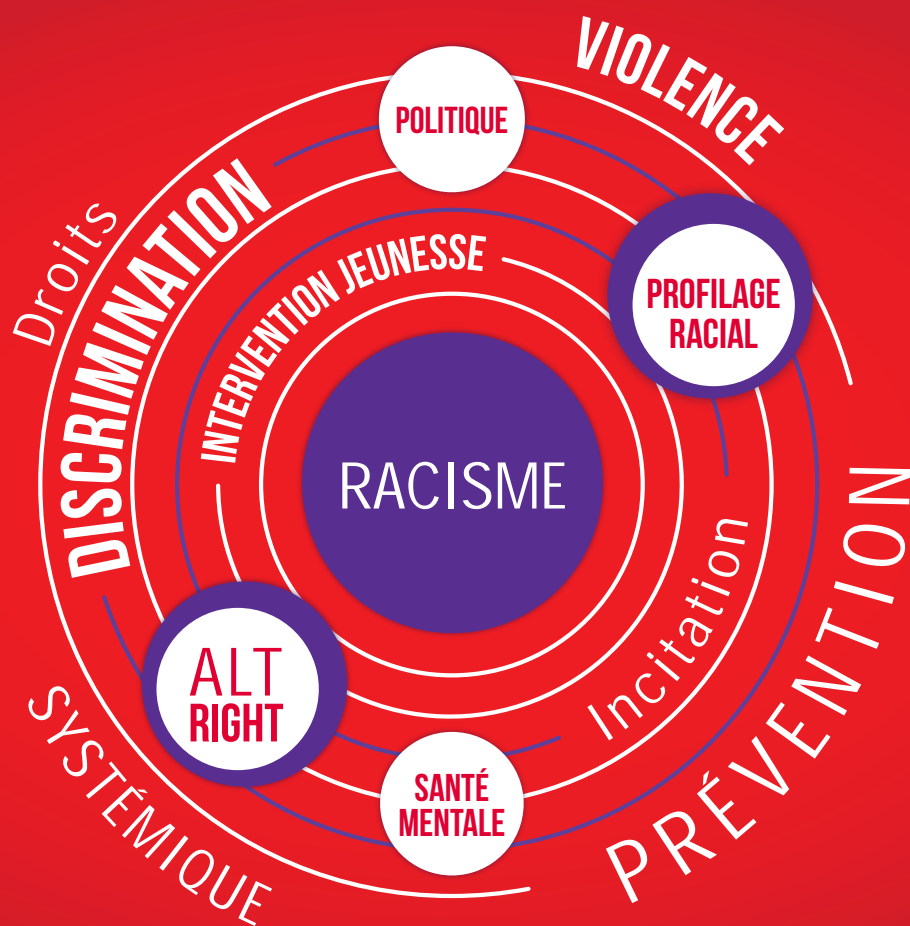 VIOLENCE
POLITIQUE
Droits
DISCRIMINATION
INTERVENTION JEUNESSE
PROFILAGE
RACIAL
RACISME
Incitation
PRÉVENTION
ALT
RIGHT
SYSTÉMIQUE
SANTÉ
MENTALE